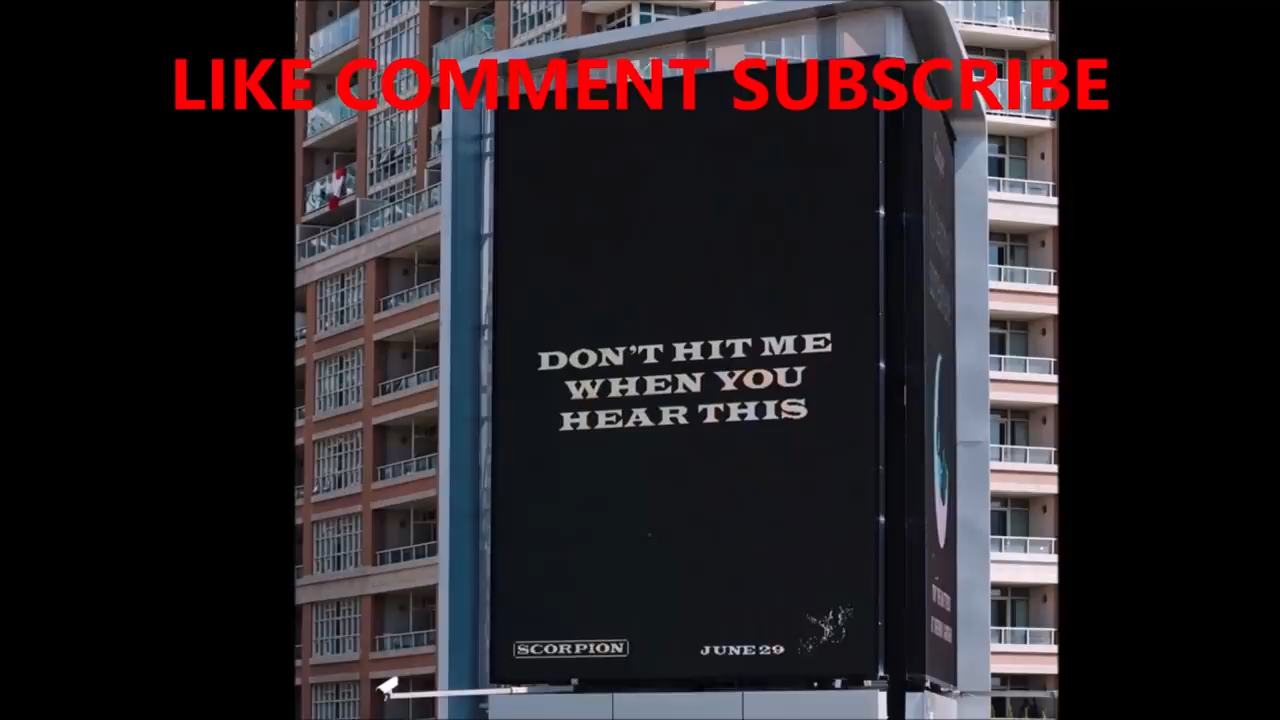 LIKE COMMENT SUBSCRIBE
DON'T HIT ME
WHEN YOU
HEAR THIS
SCORPION
JUNE 29